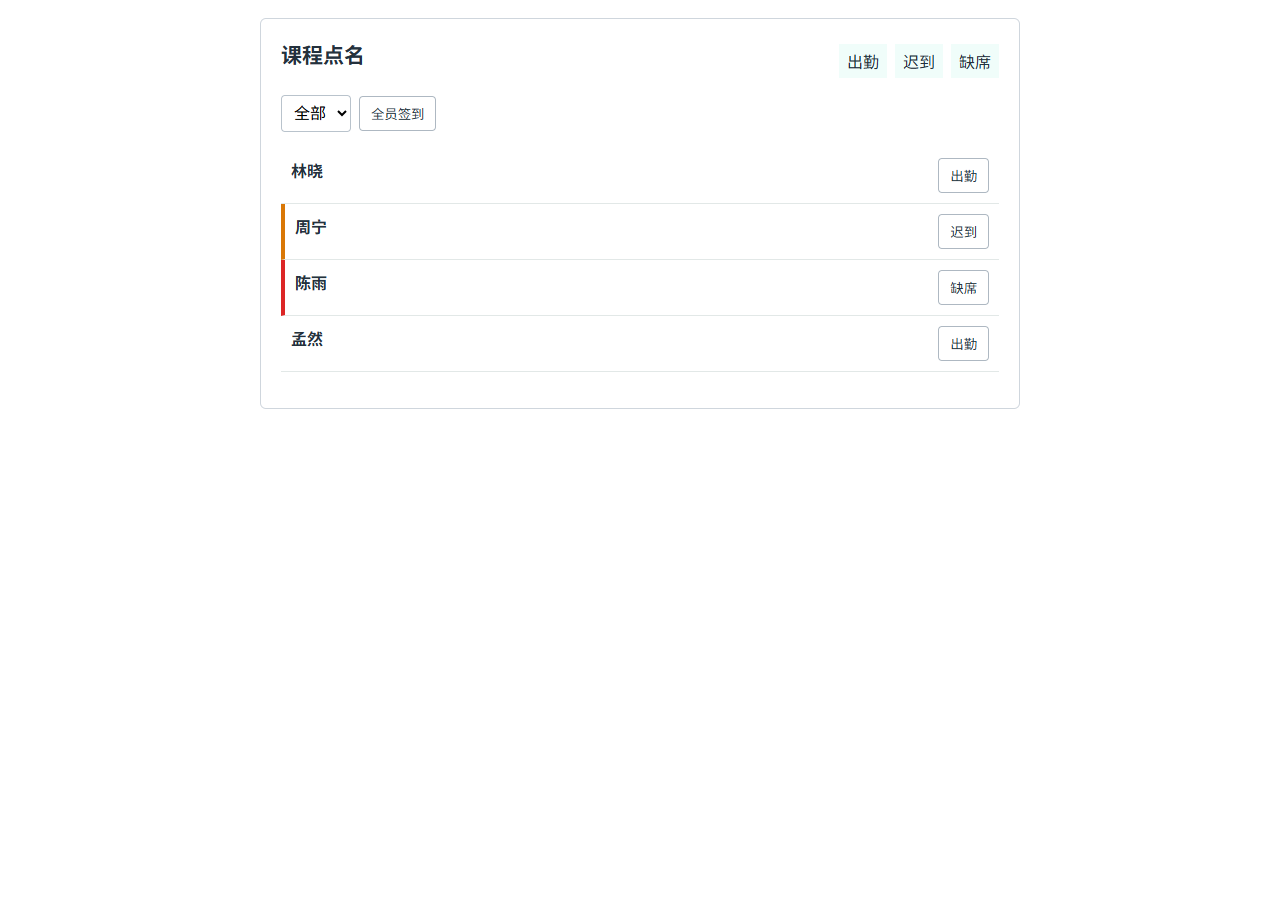 课程点名
出勤 迟到 缺席
全部 全员签到
林晓 出勤
周宁 迟到
陈雨 缺席
孟然 出勤